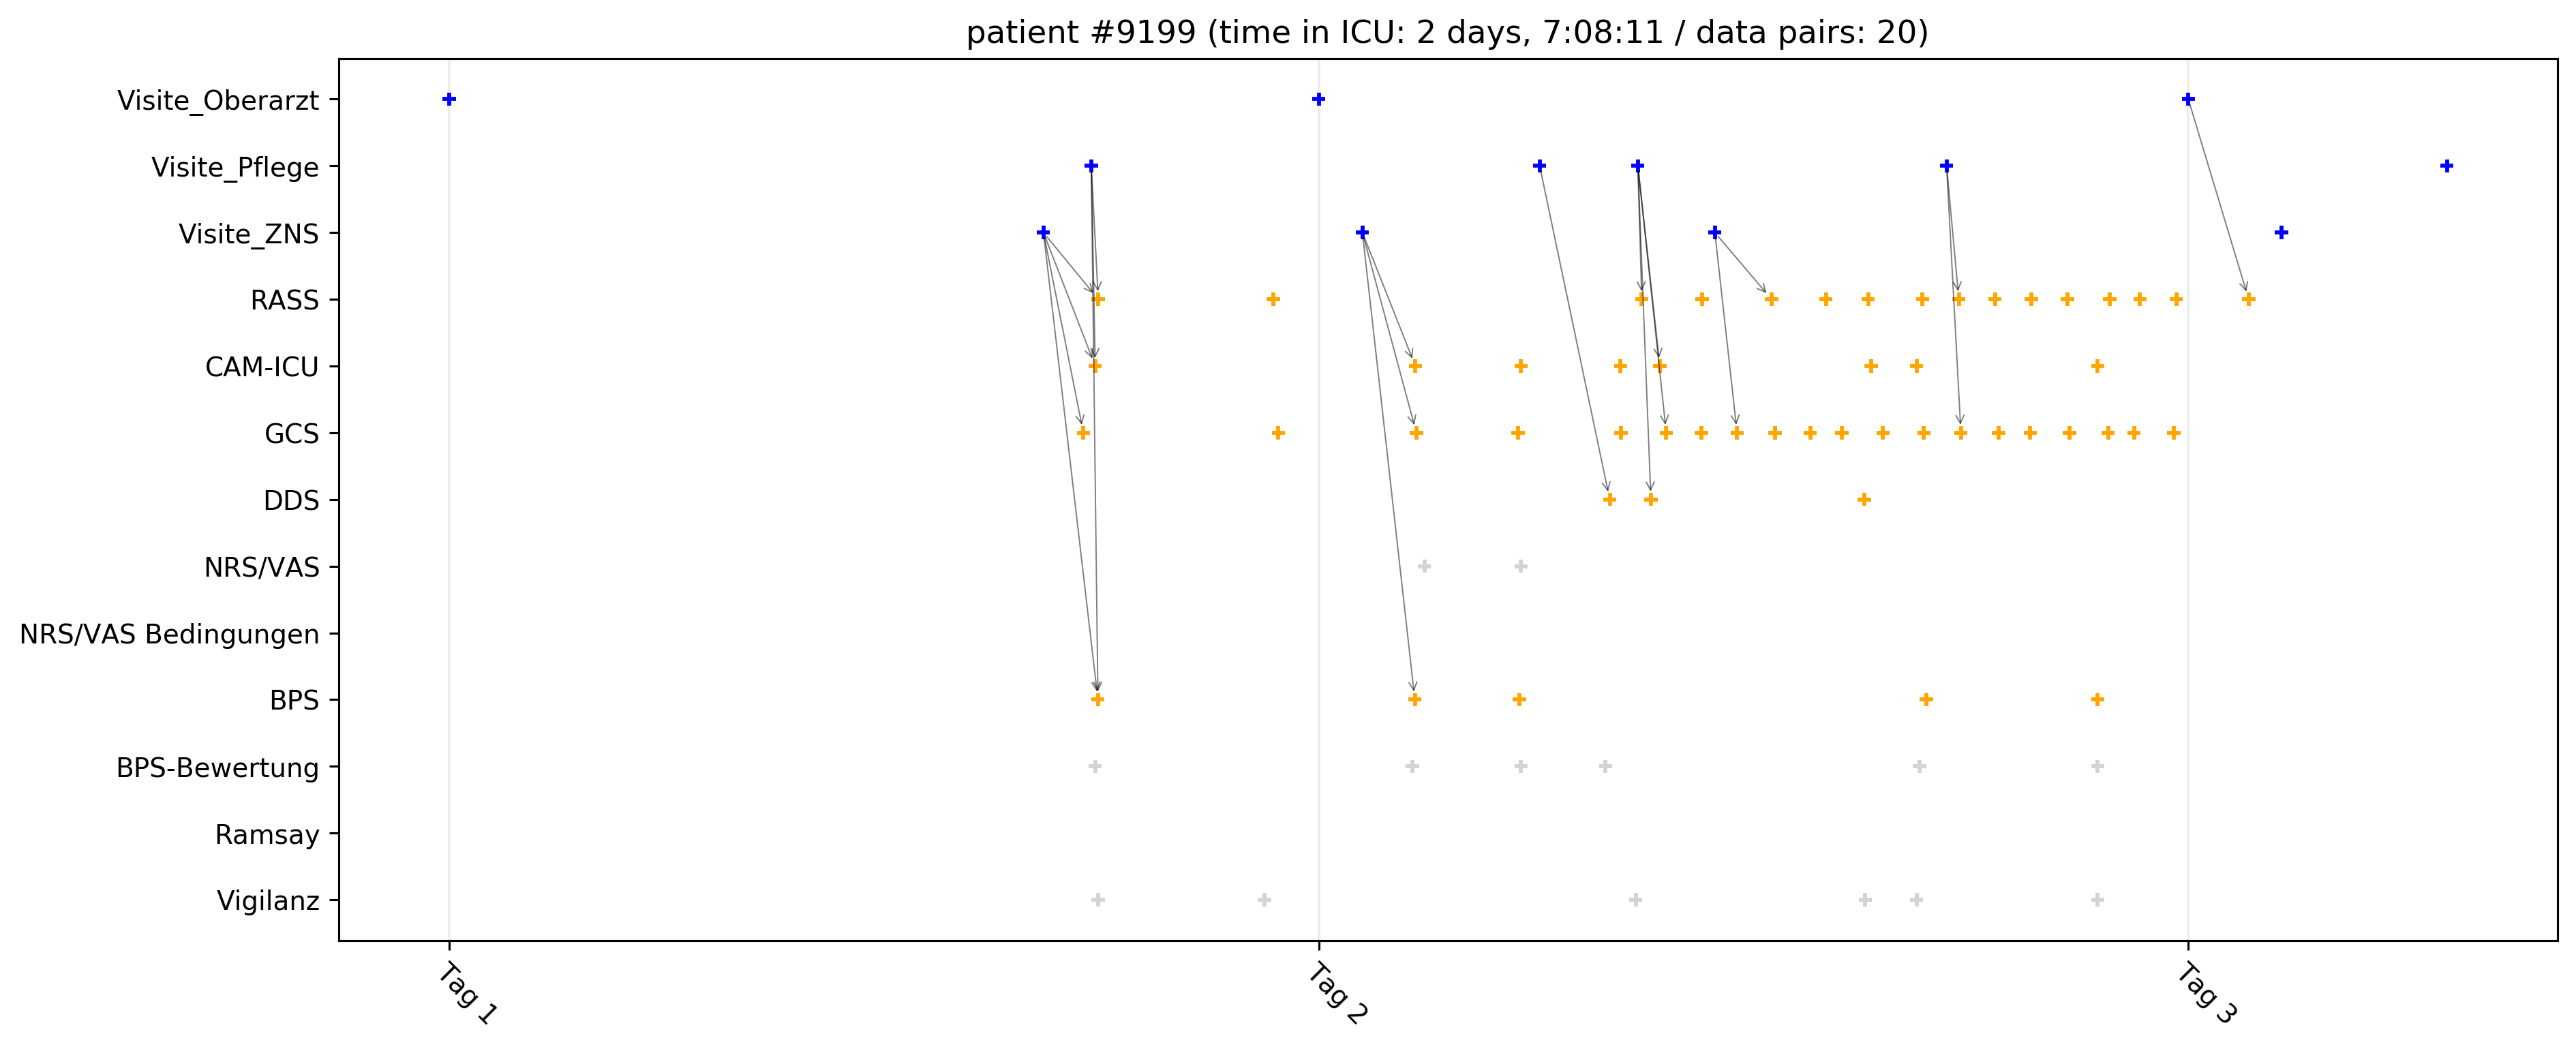 patient #9199 (time in ICU: 2 days, 7:08:11 / data pairs: 20)
Visite_Oberarzt
Visite_Pflege
Visite_ZNS
RASS
CAM-ICU
GCS
DDS
NRS/VAS
NRS/VAS Bedingungen
BPS
BPS-Bewertung
Ramsay
Vigilanz
Tag 1
Tag 2
Tag 3